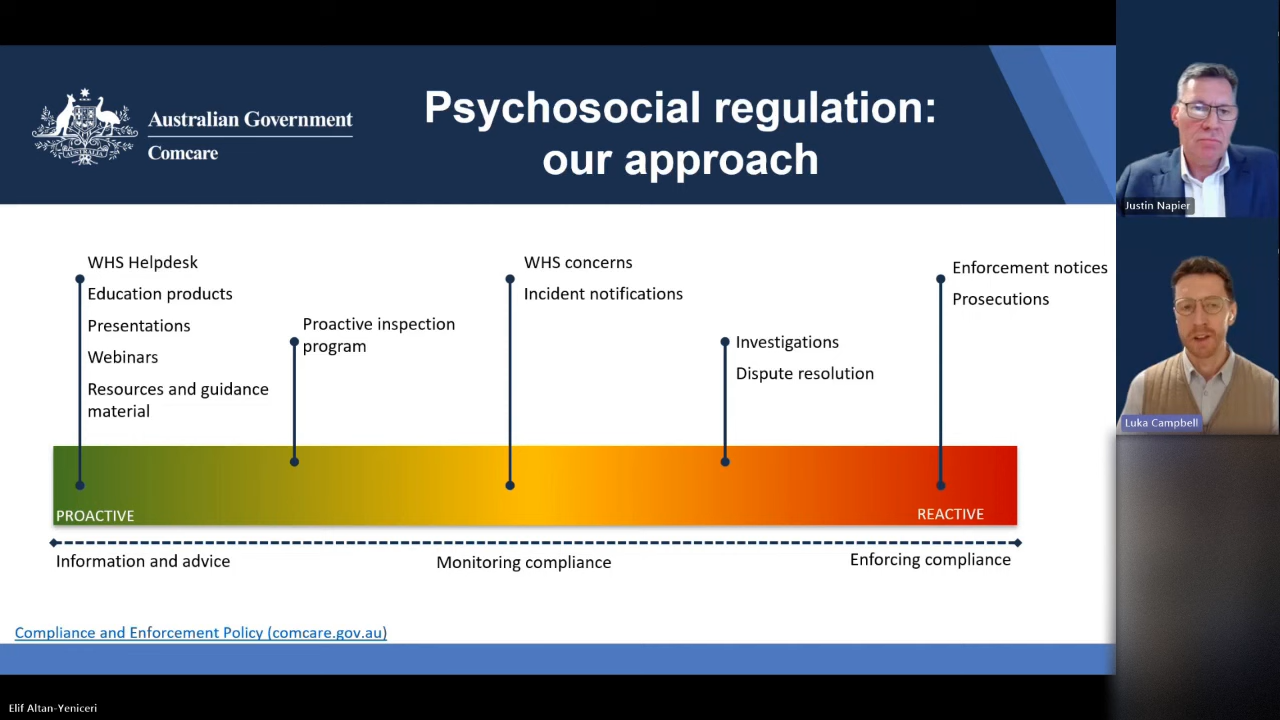 Australian Government
Comcare
Psychosocial regulation:
our approach
WHS Helpdesk
Education products
Presentations
Webinars
Resources and guidance
material
Proactive inspection
program
WHS concerns
Incident notifications
Investigations
Dispute resolution
Enforcement notices
Prosecutions
PROACTIVE
REACTIVE
Information and advice
Monitoring compliance
Enforcing compliance
Compliance and Enforcement Policy (comcare.gov.au)
Justin Napier
Luka Campbell
Elif Altan-Yeniceri